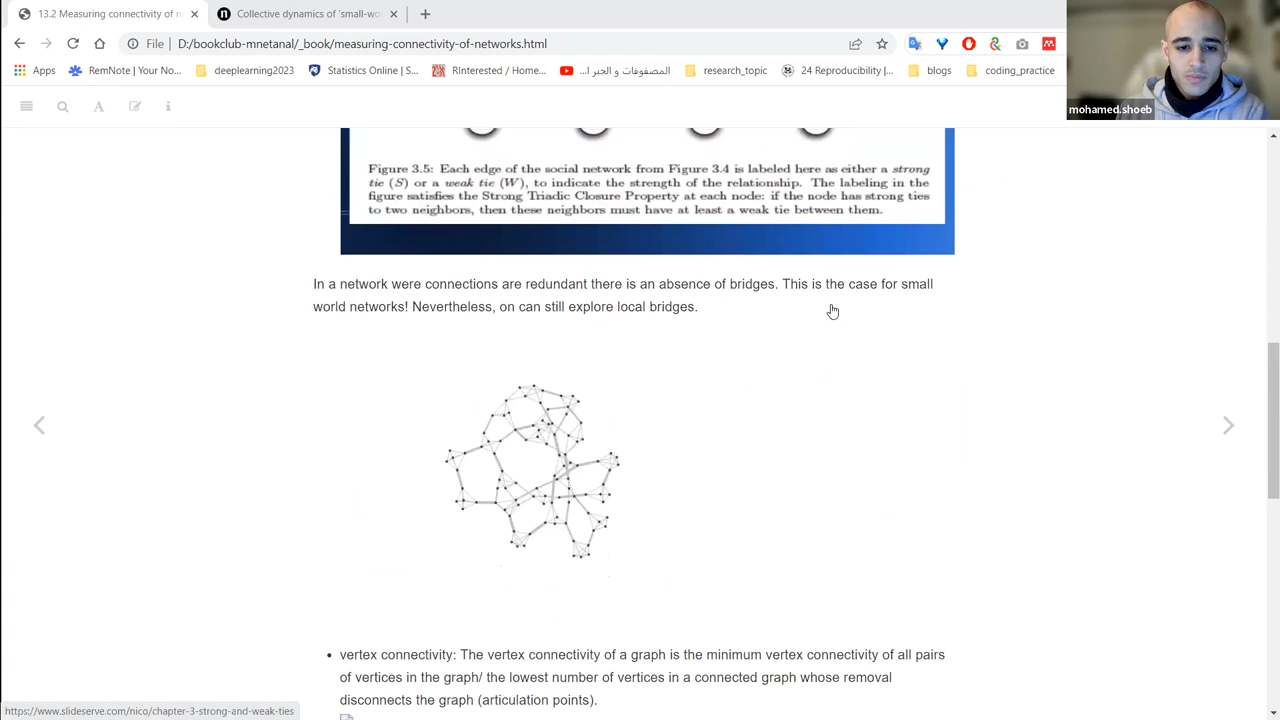 13.2 Measuring connectivity of n
Collective dynamics of 'small-wo
File
D:/bookclub-mnetanal/_book/measuring-connectivity-of-networks.html
Apps
RemNote | Your No...
deeplearning2023
Statistics Online | S...
RInterested / Home...
المصفوفات و الجبر ا...
research_topic
24 Reproducibility |...
blogs
coding_practice
mohamed.shoeb
Figure 3.5: Each edge of the social network from Figure 3.4 is labeled here as either a strong
tie (S) or a weak tie (W), to indicate the strength of the relationship. The labeling in the
figure satisfies the Strong Triadic Closure Property at each node: if the node has strong ties
to two neighbors, then these neighbors must have at least a weak tie between them.
In a network were connections are redundant there is an absence of bridges. This is the case for small
world networks! Nevertheless, on can still explore local bridges.
• vertex connectivity: The vertex connectivity of a graph is the minimum vertex connectivity of all pairs
of vertices in the graph/ the lowest number of vertices in a connected graph whose removal
disconnects the graph (articulation points).
https://www.slideserve.com/nico/chapter-3-strong-and-weak-ties